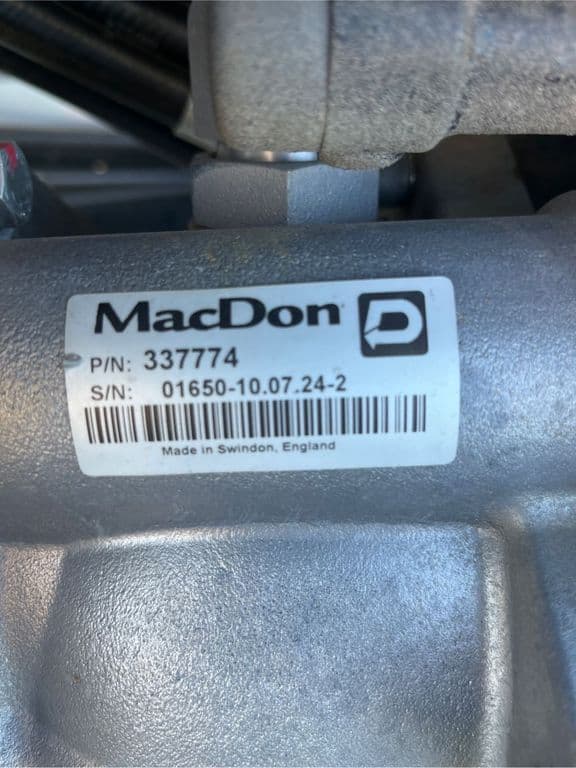 MacDon
P/N: 337774
S/N: 01650-10.07.24-2
Made in Swindon, England